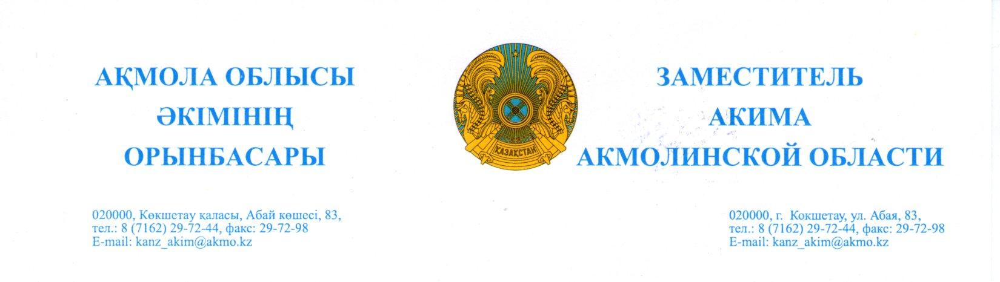 АҚМОЛА ОБЛЫСЫ
ӘКІМІНІҢ
ОРЫНБАСАРЫ
020000, Көкшетау қаласы, Абай көшесі, 83,
тел.: 8 (7162) 29-72-44, факс: 29-72-98
E-mail: kanz_akim@akmo.kz
ҚАЗАҚСТАН
ЗАМЕСТИТЕЛЬ
АКИМА
АКМОЛИНСКОЙ ОБЛАСТИ
020000, г. Кокшетау, ул. Абая, 83,
тел.: 8 (7162) 29-72-44, факс: 29-72-98
E-mail: kanz_akim@akmo.kz